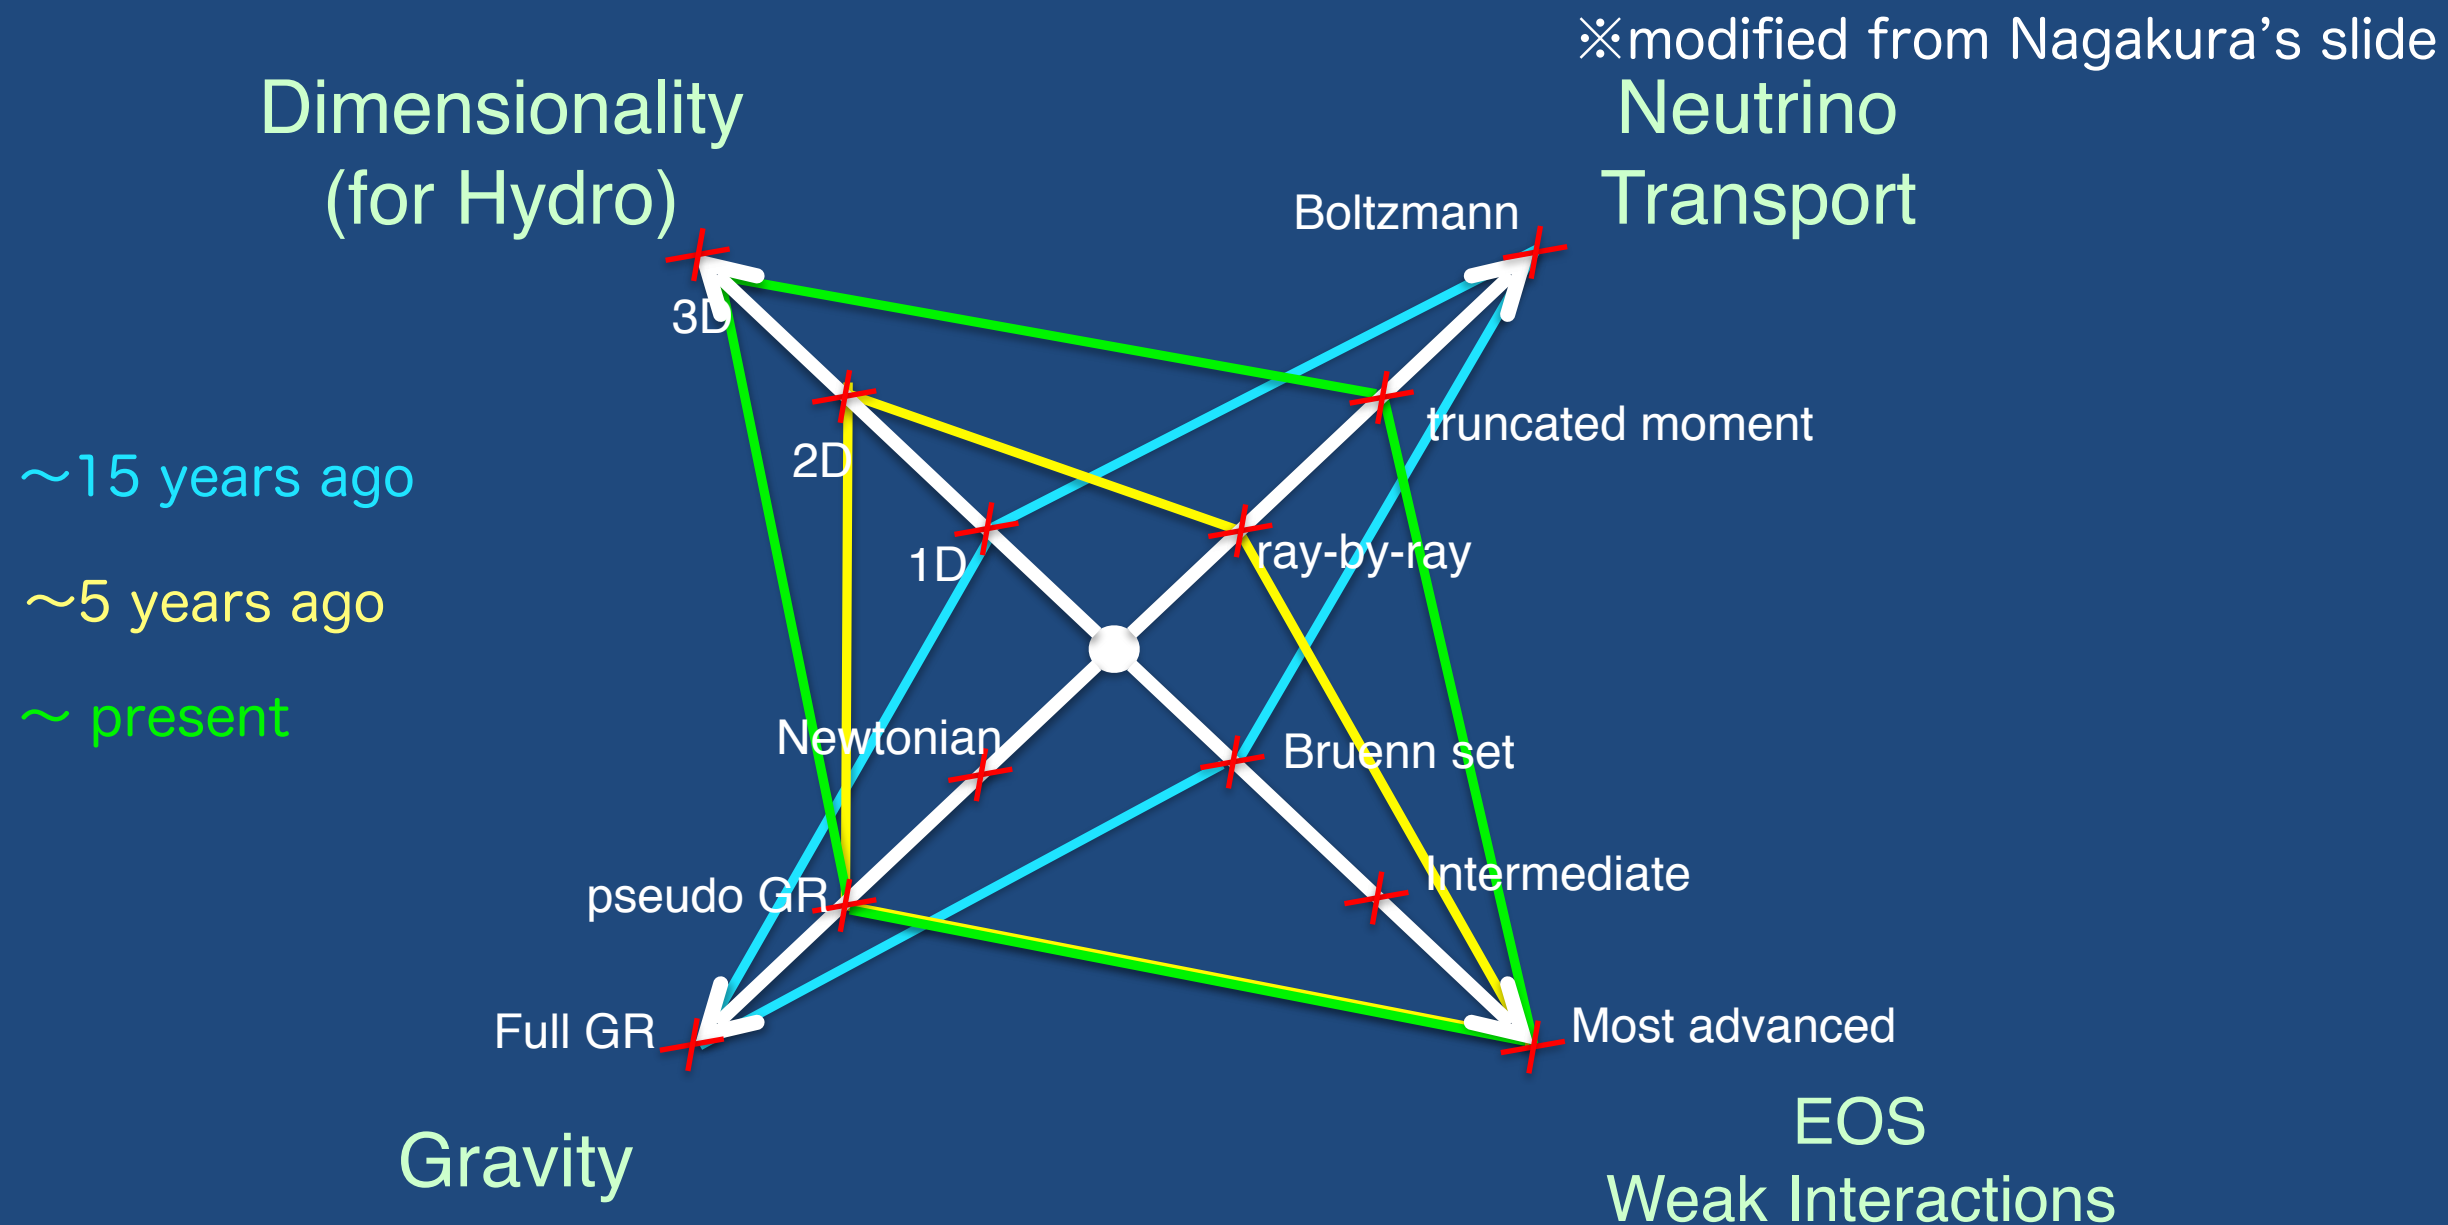 ※modified from Nagakura's slide
Dimensionality
(for Hydro)
Neutrino
Transport
Boltzmann
3D
truncated moment
2D
~15 years ago
ray-by-ray
1D
~5 years ago
~ present
Newtonian
Bruenn set
Intermediate
pseudo GR
Full GR
Most advanced
Gravity
EOS
Weak Interactions